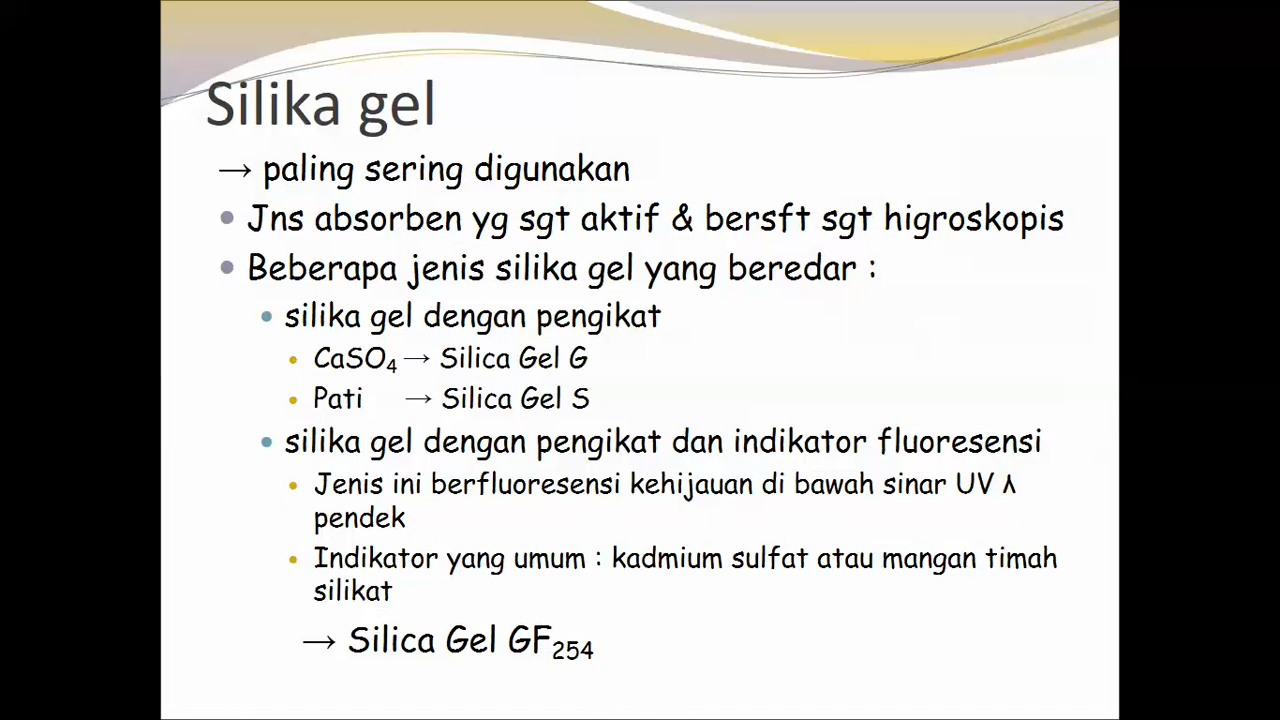 Silika gel
→ paling sering digunakan
• Jns absorben yg sgt aktif & bersft sgt higroskopis
• Beberapa jenis silika gel yang beredar :
• silika gel dengan pengikat
• CaSO₄ → Silica Gel G
• Pati → Silica Gel S
• silika gel dengan pengikat dan indikator fluoresensi
• Jenis ini berfluoresensi kehijauan di bawah sinar UV λ
pendek
• Indikator yang umum : kadmium sulfat atau mangan timah
silikat
→ Silica Gel GF₂₅₄